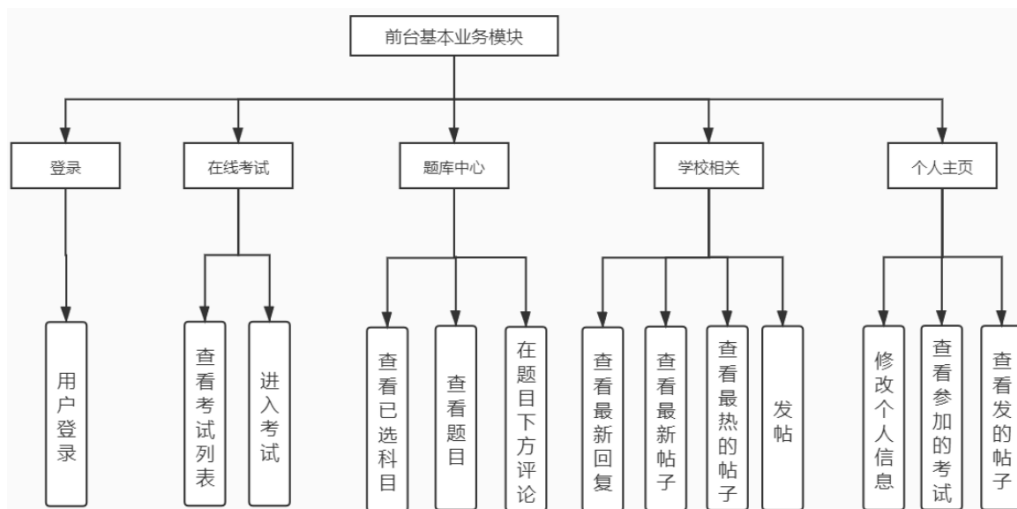 前台基本业务模块
登录
在线考试
题库中心
学校相关
个人主页
用户登录
查看考试列表
进入考试
查看已选科目
查看题目
在题目下方评论
查看最新回复
查看最新帖子
查看最热的帖子
发帖
修改个人信息
查看参加的考试
查看发的帖子